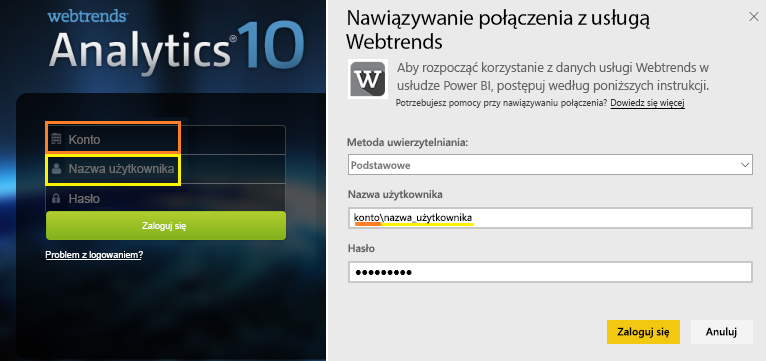 webtrends
Analytics® 10
Konto
Nazwa użytkownika
Hasło
Zaloguj się
Problem z logowaniem?
Nawiązywanie połączenia z usługą
Webtrends
W
Aby rozpocząć korzystanie z danych usługi Webtrends w
usłudze Power BI, postępuj według poniższych instrukcji.
Potrzebujesz pomocy przy nawiązywaniu połączenia? Dowiedz się więcej
Metoda uwierzytelniania:
Podstawowe
Nazwa użytkownika
konto\nazwa_użytkownika
Hasło
Zaloguj się
Anuluj